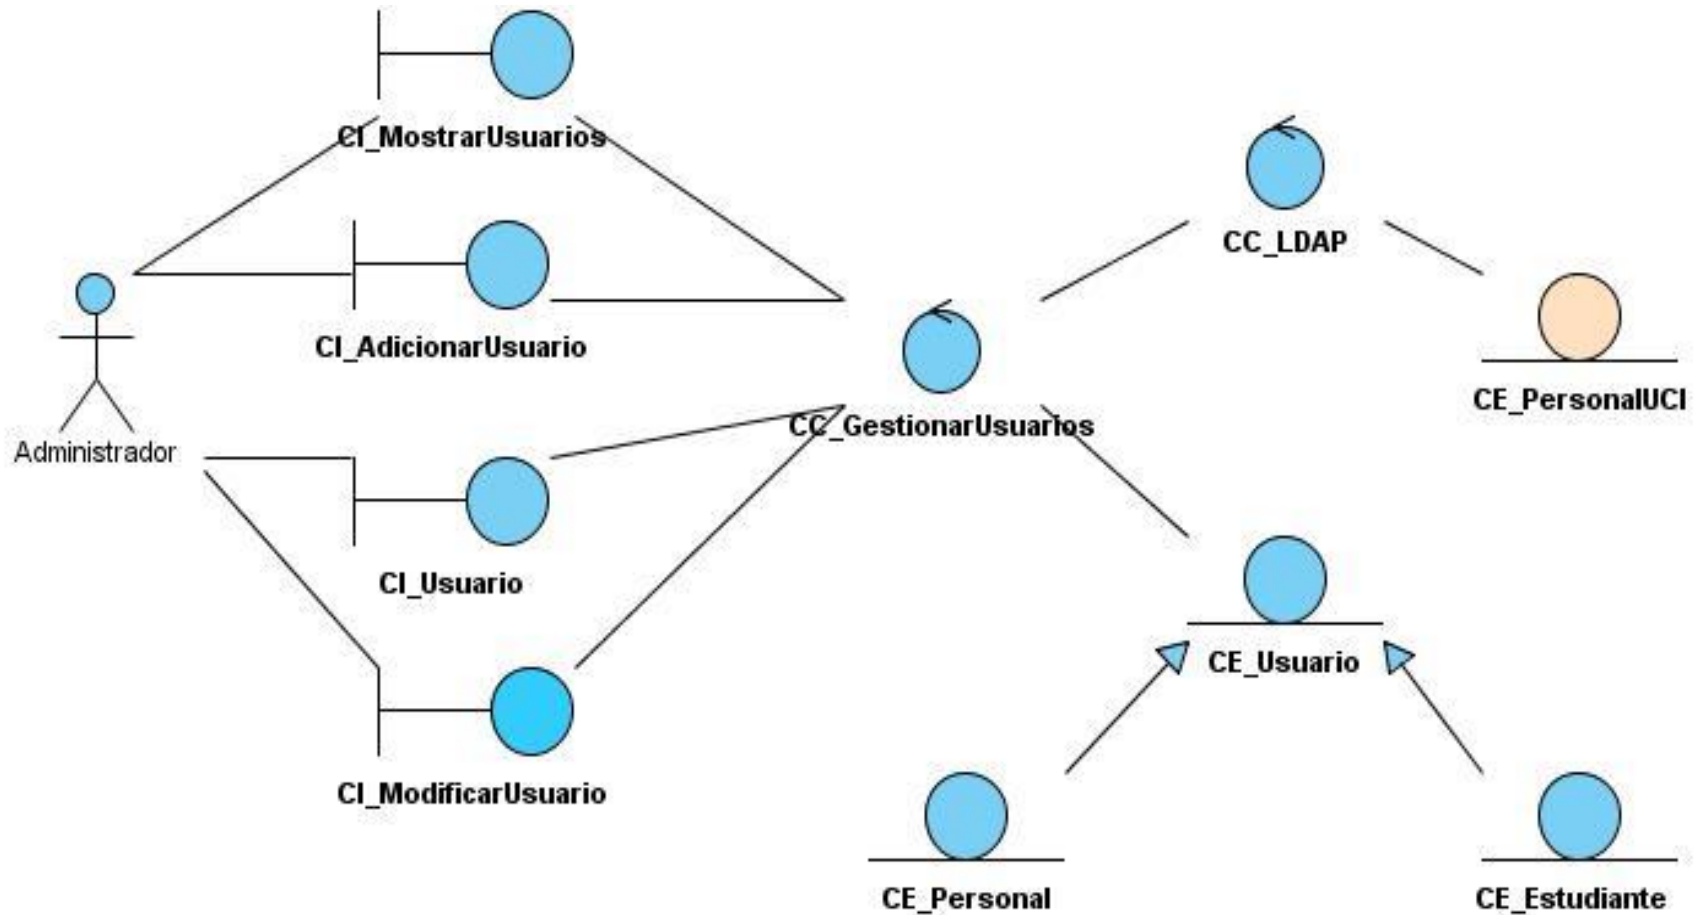 CI_MostrarUsuarios
CC_LDAP
CI_AdicionarUsuario
CE_PersonalUCI
CC_GestionarUsuarios
Administrador
CI_Usuario
CE_Usuario
CI_ModificarUsuario
CE_Personal
CE_Estudiante